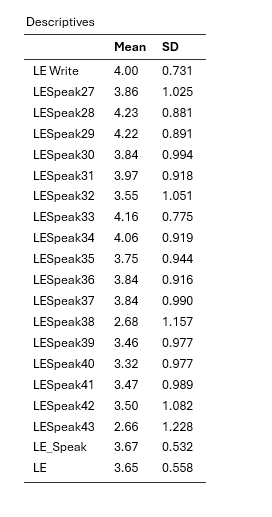 Descriptives
Mean SD
LE Write 4.00 0.731
LESpeak27 3.86 1.025
LESpeak28 4.23 0.881
LESpeak29 4.22 0.891
LESpeak30 3.84 0.994
LESpeak31 3.97 0.918
LESpeak32 3.55 1.051
LESpeak33 4.16 0.775
LESpeak34 4.06 0.919
LESpeak35 3.75 0.944
LESpeak36 3.84 0.916
LESpeak37 3.84 0.990
LESpeak38 2.68 1.157
LESpeak39 3.46 0.977
LESpeak40 3.32 0.977
LESpeak41 3.47 0.989
LESpeak42 3.50 1.082
LESpeak43 2.66 1.228
LE_Speak 3.67 0.532
LE 3.65 0.558